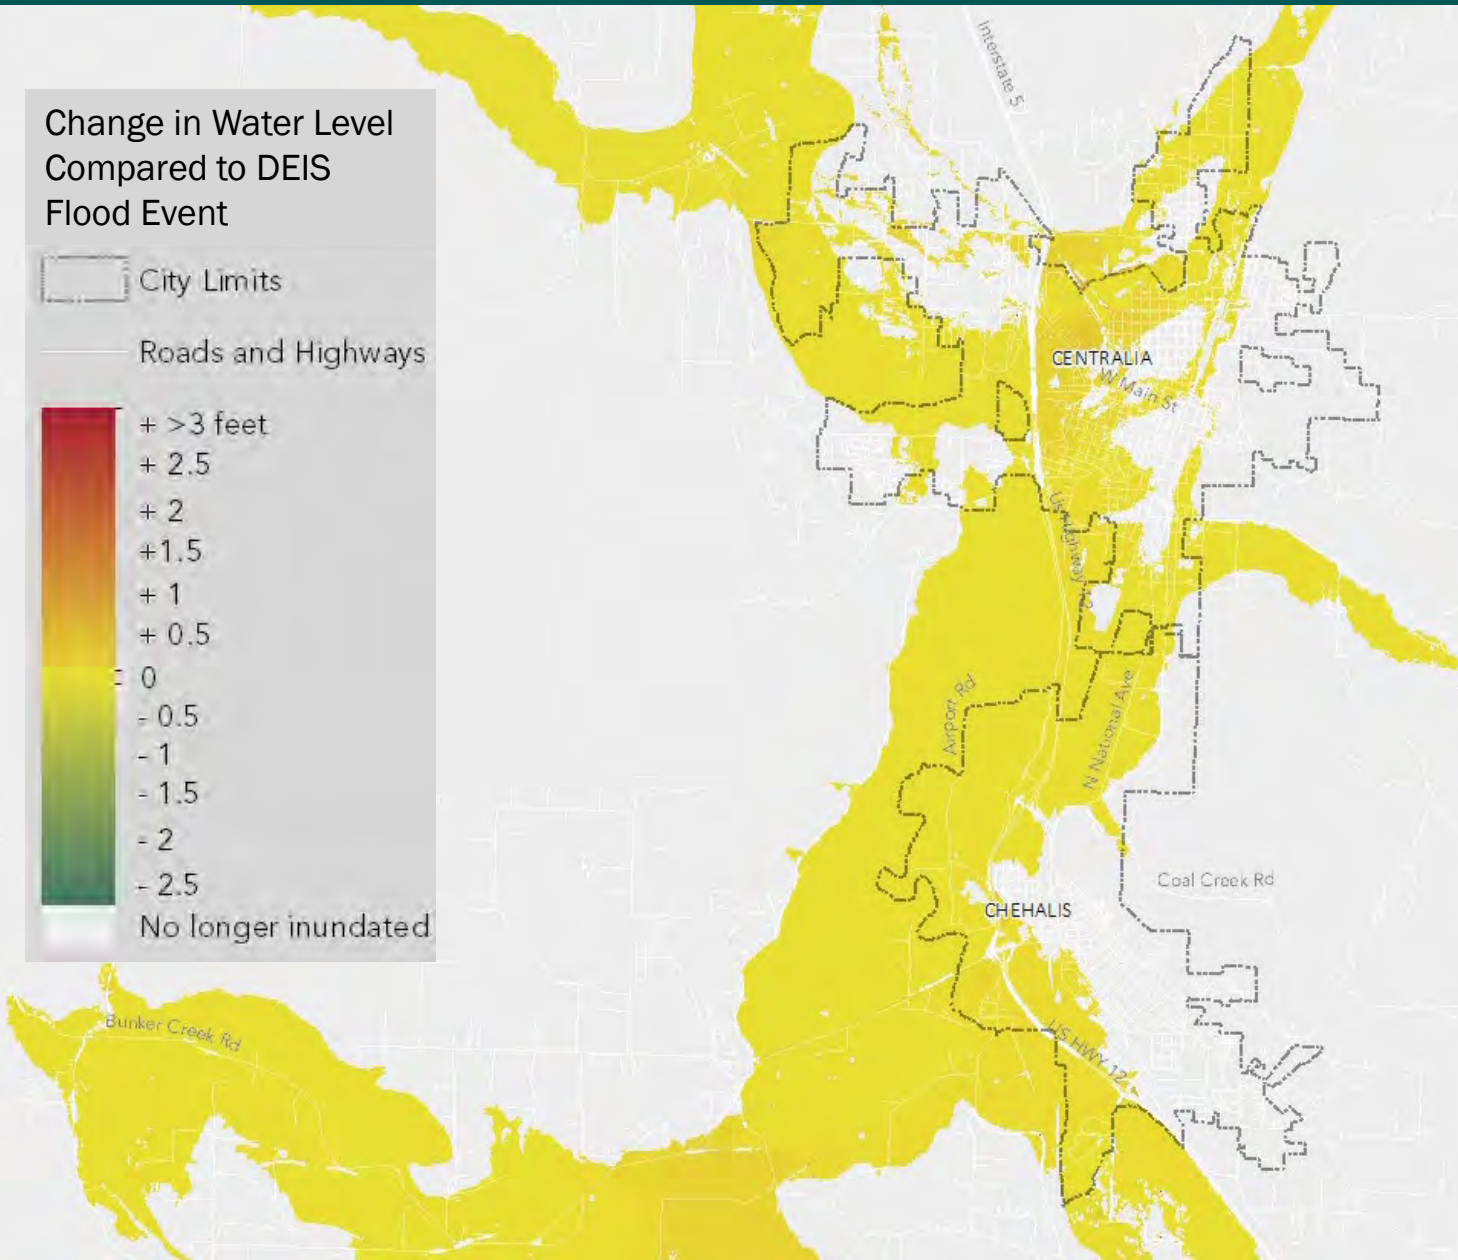 Change in Water Level
Compared to DEIS
Flood Event
City Limits
Roads and Highways
+ >3 feet
+ 2.5
+ 2
+1.5
+ 1
+ 0.5
0
- 0.5
- 1
- 1.5
- 2
- 2.5
No longer inundated
Interstate 5
CENTRALIA
W Main St
US Highway 12
Airport Rd
N National Ave
Coal Creek Rd
CHEHALIS
Bunker Creek Rd
US HWY 12